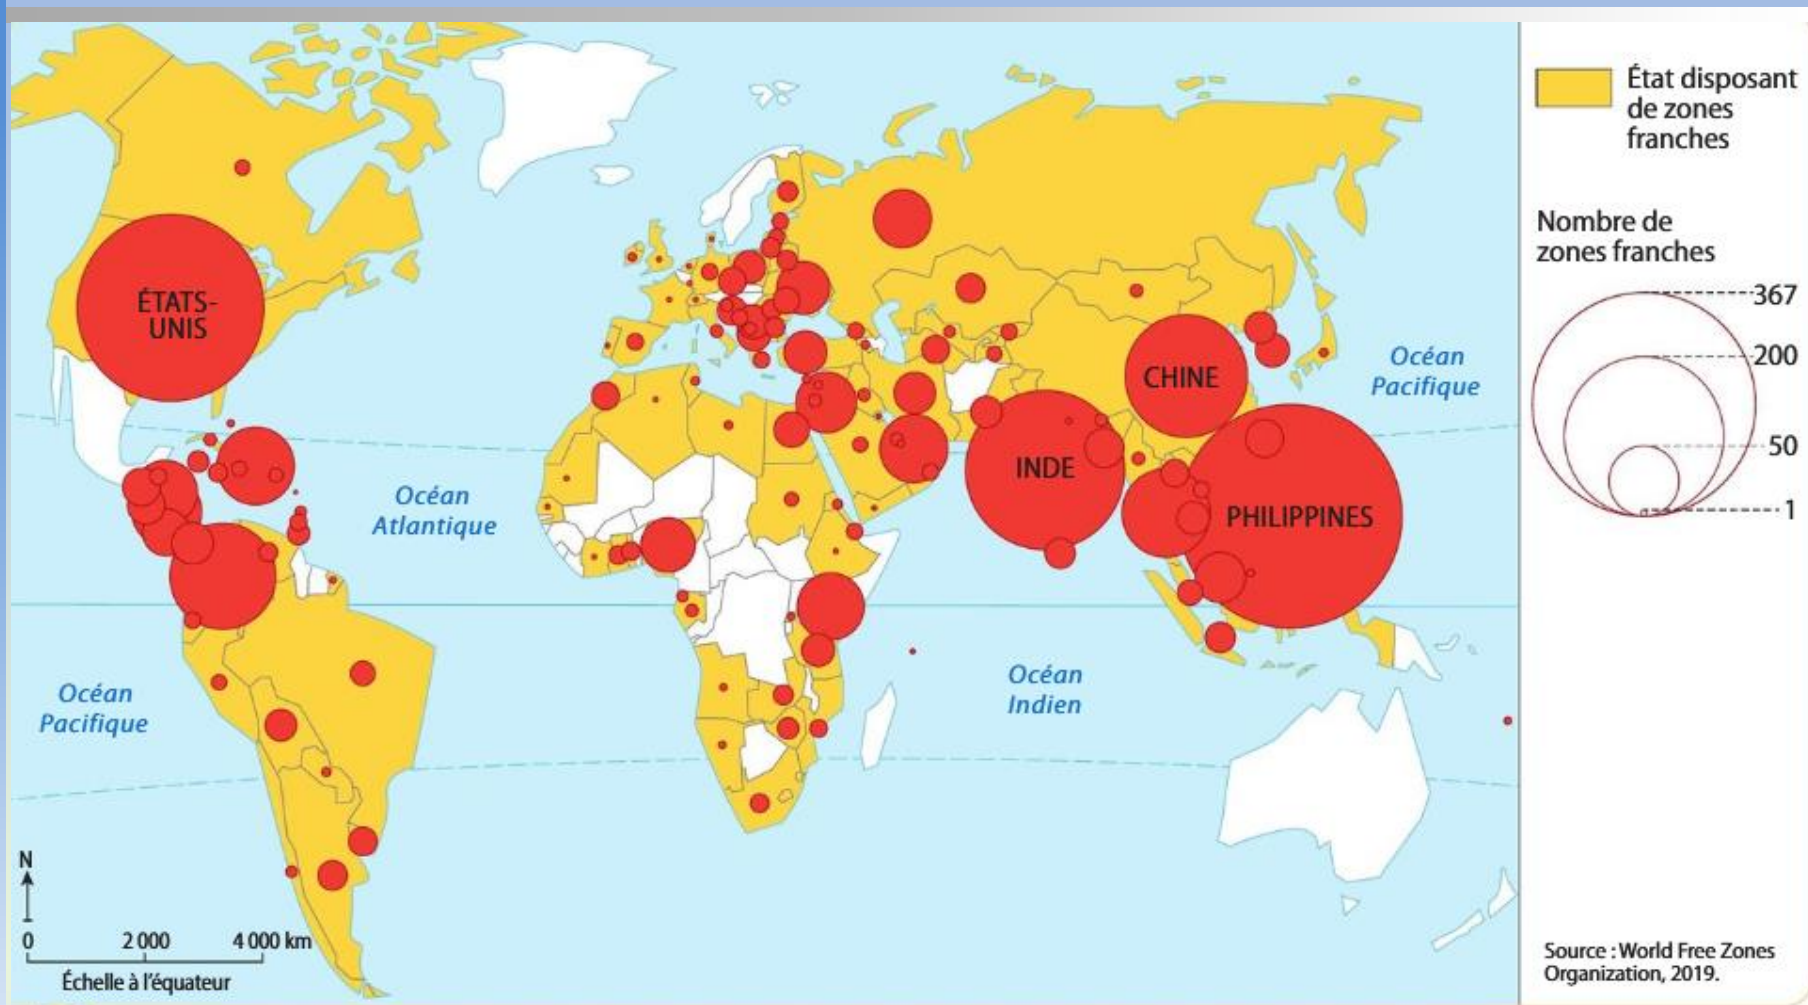 ÉTATS-
UNIS
CHINE
INDE
PHILIPPINES
Océan
Pacifique
Océan
Atlantique
Océan
Pacifique
Océan
Indien
N
0 2 000 4 000 km
Échelle à l'équateur
État disposant
de zones
franches
Nombre de
zones franches
367
200
50
1
Source : World Free Zones
Organization, 2019.